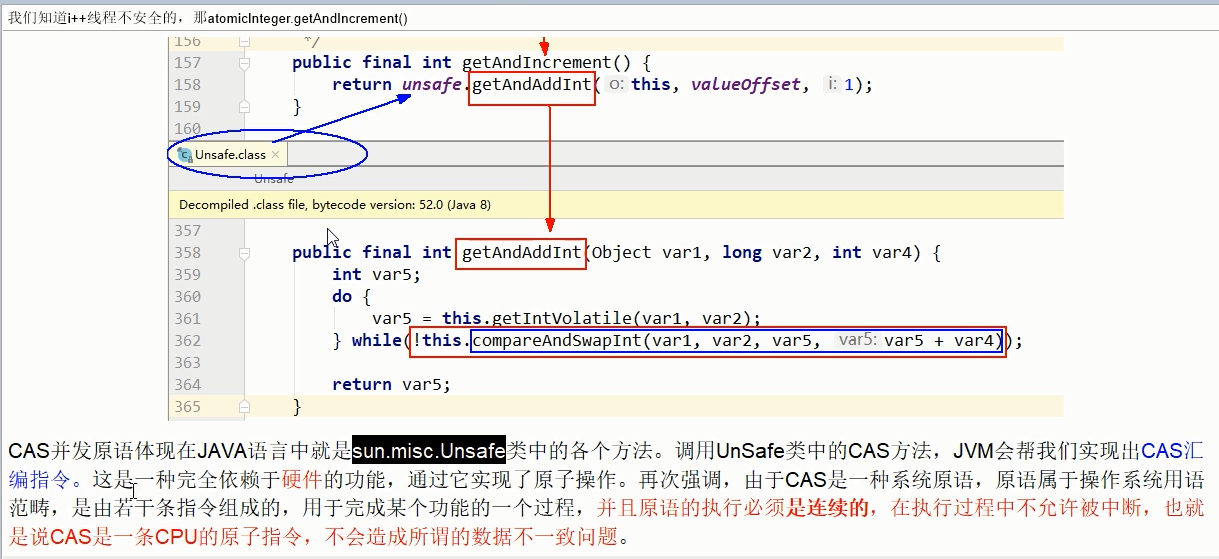 我们知道i++线程不安全的，那atomicInteger.getAndIncrement()
156 */
157 public final int getAndIncrement() {
158 return unsafe.getAndAddInt( o: this, valueOffset, i: 1);
159 }
160
Unsafe.class ×
Unsafe
Decompiled .class file, bytecode version: 52.0 (Java 8)
357
358 public final int getAndAddInt(Object var1, long var2, int var4) {
359 int var5;
360 do {
361 var5 = this.getIntVolatile(var1, var2);
362 } while(!this.compareAndSwapInt(var1, var2, var5, var5: var5 + var4));
363
364 return var5;
365 }
CAS并发原语体现在JAVA语言中就是sun.misc.Unsafe类中的各个方法。调用UnSafe类中的CAS方法，JVM会帮我们实现出CAS汇
编指令。这是一种完全依赖于硬件的功能，通过它实现了原子操作。再次强调，由于CAS是一种系统原语，原语属于操作系统用语
范畴，是由若干条指令组成的，用于完成某个功能的一个过程，并且原语的执行必须是连续的，在执行过程中不允许被中断，也就
是说CAS是一条CPU的原子指令，不会造成所谓的数据不一致问题。